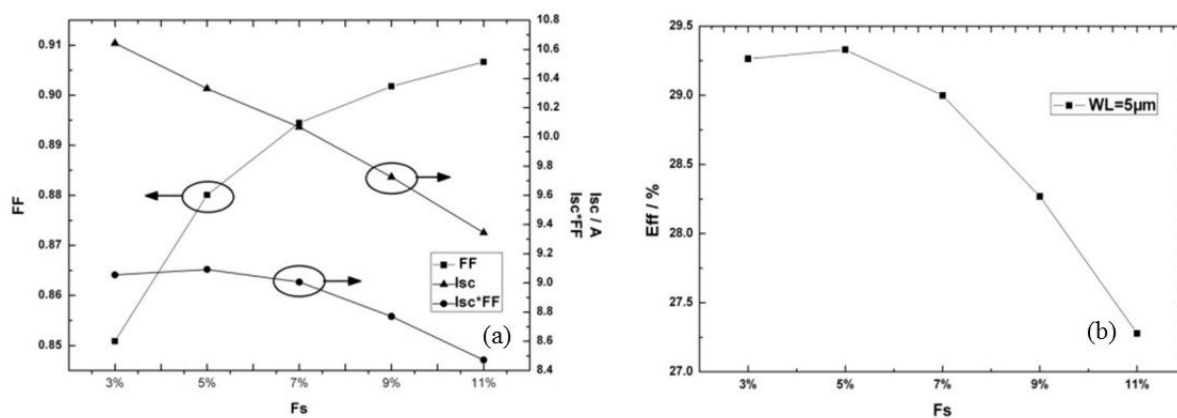 0.91
0.90
0.89
0.88
0.87
0.86
0.85
FF
10.8
10.6
10.4
10.2
10.0
9.8
9.6
9.4
9.2
9.0
8.8
8.6
8.4
Isc / A
Isc*FF
FF
Isc
Isc*FF
(a)
3% 5% 7% 9% 11%
Fs
29.5
29.0
28.5
28.0
27.5
27.0
Eff / %
WL=5μm
(b)
3% 5% 7% 9% 11%
Fs